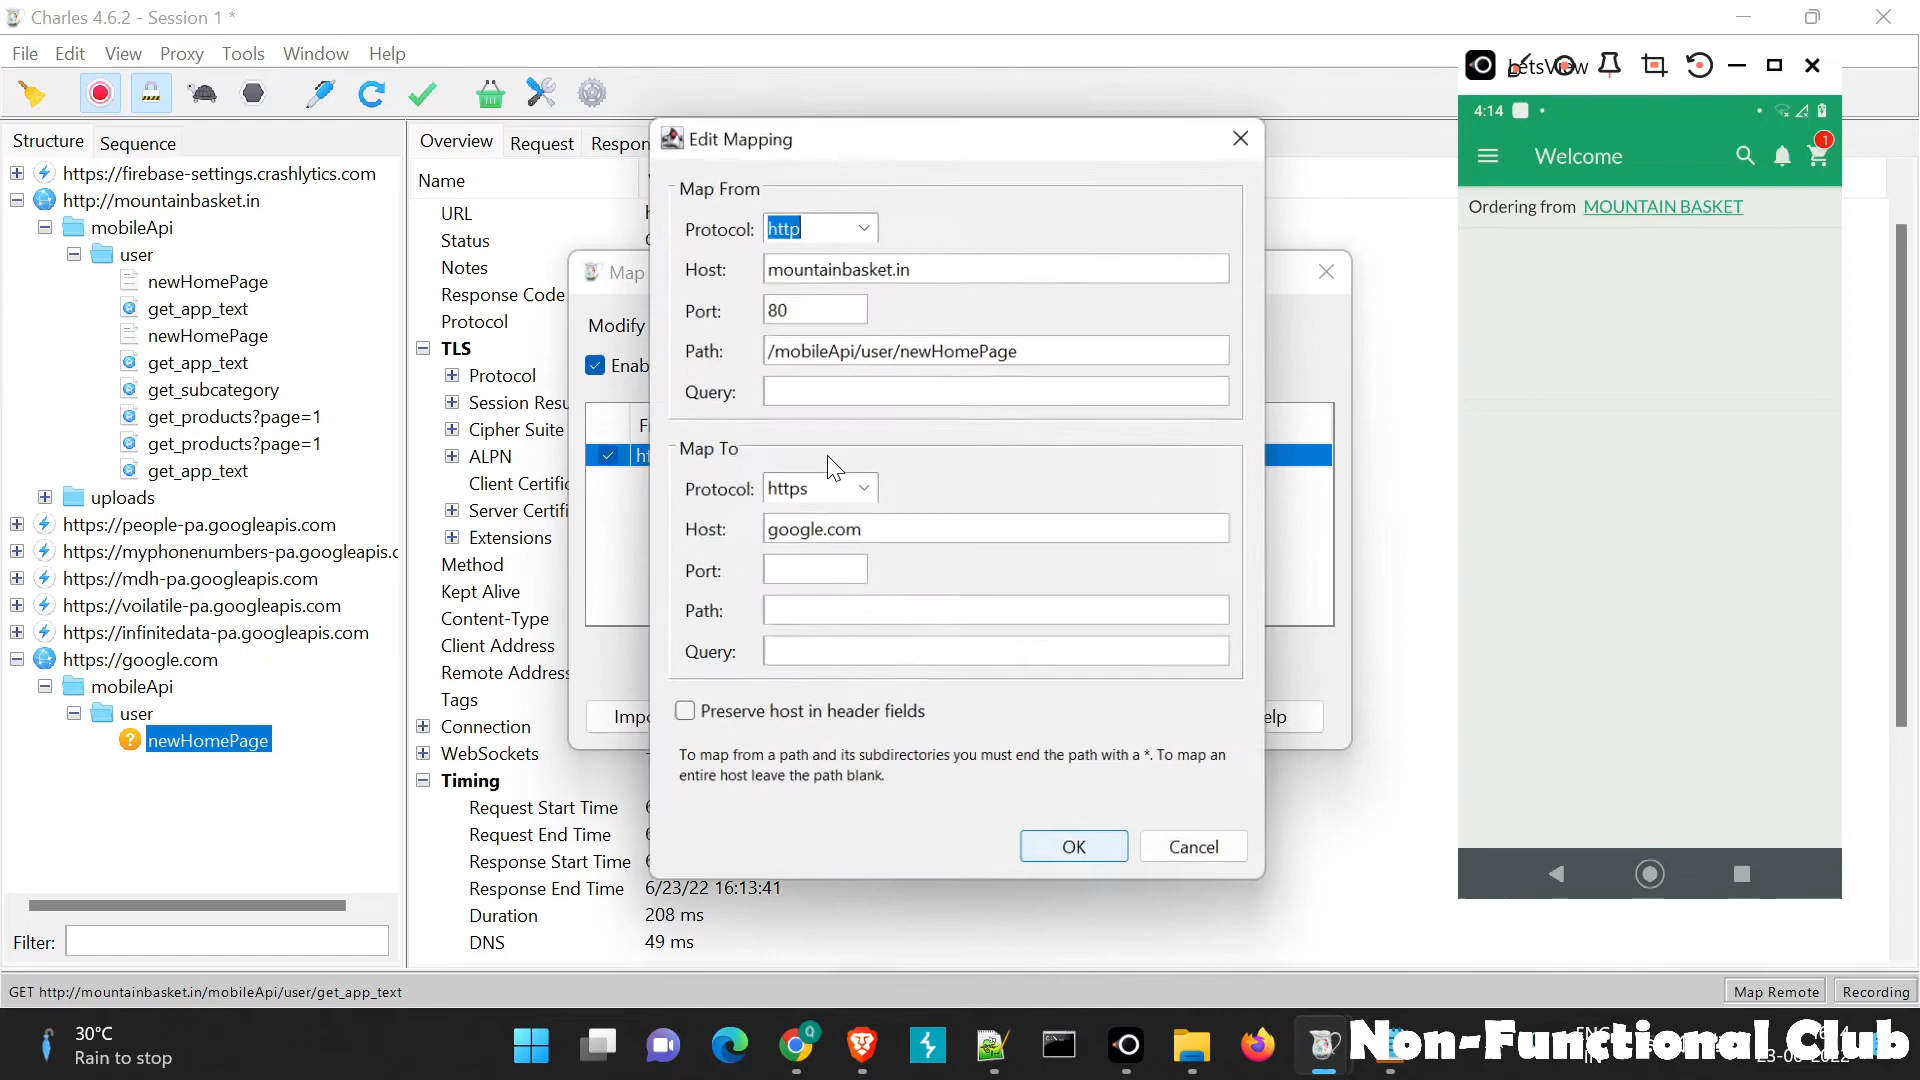 Charles 4.6.2 - Session 1 *
File Edit View Proxy Tools Window Help
LetsView
Structure Sequence
https://firebase-settings.crashlytics.com
http://mountainbasket.in
mobileApi
user
newHomePage
get_app_text
newHomePage
get_app_text
get_subcategory
get_products?page=1
get_products?page=1
get_app_text
uploads
https://people-pa.googleapis.com
https://myphonenumbers-pa.googleapis.c
https://mdh-pa.googleapis.com
https://voilatile-pa.googleapis.com
https://infinitedata-pa.googleapis.com
https://google.com
mobileApi
user
newHomePage
Filter:
Overview Request Respon
Name
URL
Status
Notes
Response Code
Protocol
TLS
Protocol
Session Resu
Cipher Suite
ALPN
Client Certific
Server Certifi
Extensions
Method
Kept Alive
Content-Type
Client Address
Remote Address
Tags
Connection
WebSockets
Timing
Request Start Time
Request End Time
Response Start Time
Response End Time 6/23/22 16:13:41
Duration 208 ms
DNS 49 ms
Map
Modify
Enab
Impo
elp
Edit Mapping
Map From
Protocol: http
Host: mountainbasket.in
Port: 80
Path: /mobileApi/user/newHomePage
Query:
Map To
Protocol: https
Host: google.com
Port:
Path:
Query:
Preserve host in header fields
To map from a path and its subdirectories you must end the path with a *. To map an
entire host leave the path blank.
OK Cancel
4:14
Welcome
1
Ordering from MOUNTAIN BASKET
GET http://mountainbasket.in/mobileApi/user/get_app_text
Map Remote Recording
30°C
Rain to stop
Non-Functional Club